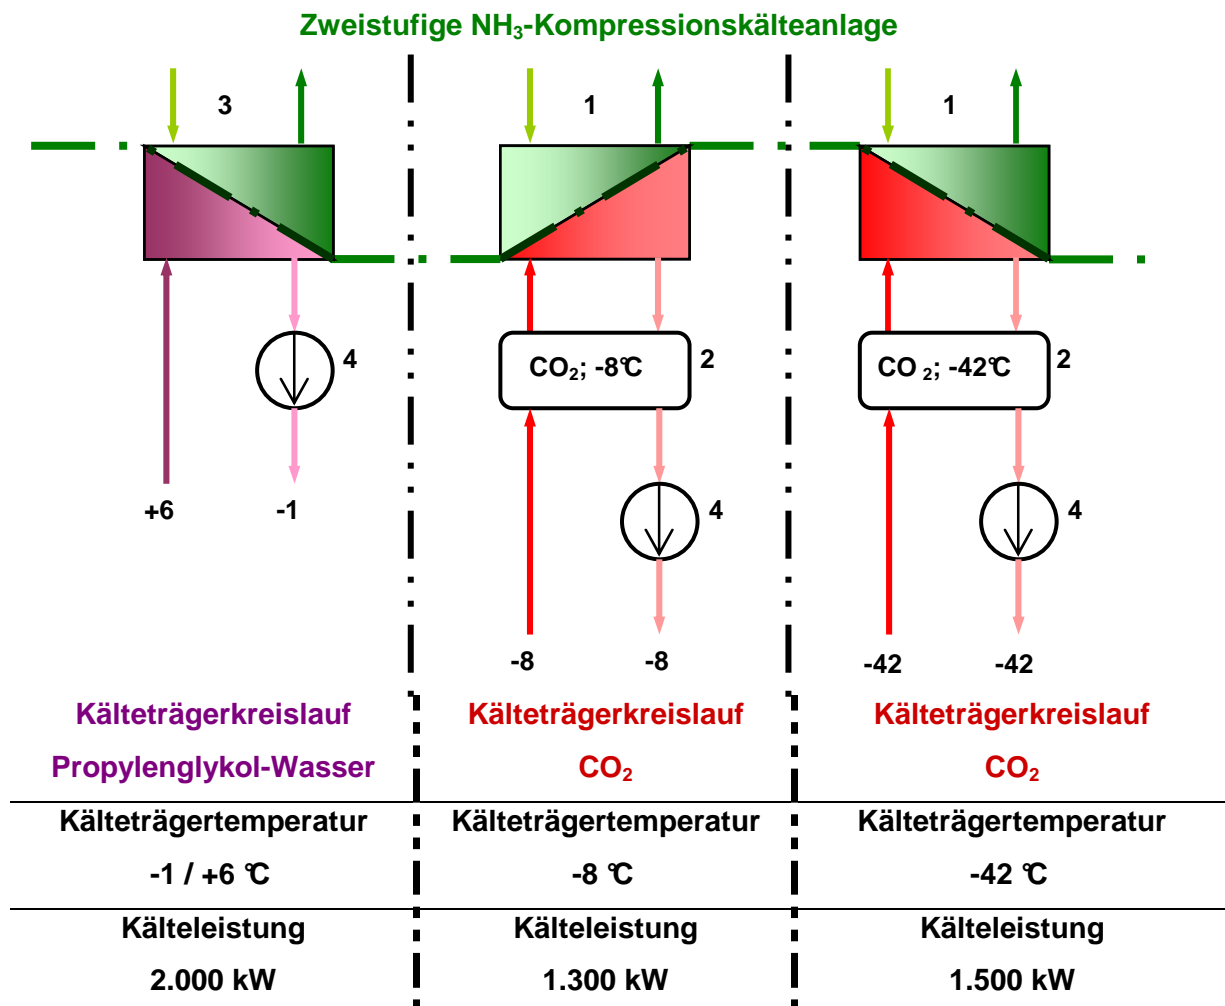 Zweistufige NH₃-Kompressionskälteanlage
3
1
1
4
CO₂; -8°C
2
CO ₂; -42°C
2
+6
-1
4
4
-8
-8
-42
-42
Kälteträgerkreislauf
Kälteträgerkreislauf
Kälteträgerkreislauf
Propylenglykol-Wasser
CO₂
CO₂
Kälteträgertemperatur
Kälteträgertemperatur
Kälteträgertemperatur
-1 / +6 °C
-8 °C
-42 °C
Kälteleistung
Kälteleistung
Kälteleistung
2.000 kW
1.300 kW
1.500 kW